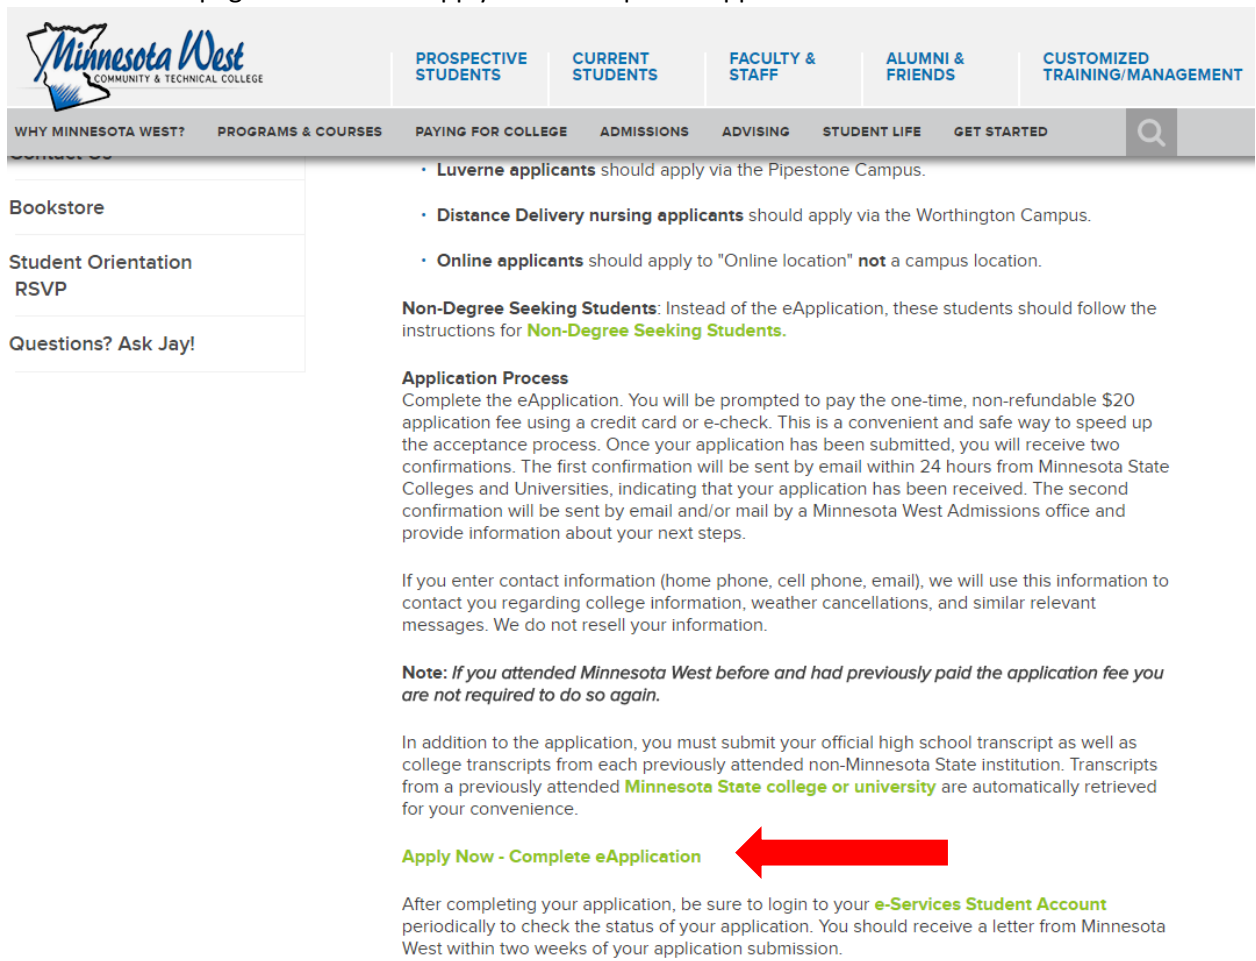 Minnesota West
COMMUNITY & TECHNICAL COLLEGE
PROSPECTIVE
STUDENTS
CURRENT
STUDENTS
FACULTY &
STAFF
ALUMNI &
FRIENDS
CUSTOMIZED
TRAINING/MANAGEMENT
WHY MINNESOTA WEST? PROGRAMS & COURSES PAYING FOR COLLEGE ADMISSIONS ADVISING STUDENT LIFE GET STARTED
Contact Us
Bookstore
Student Orientation
RSVP
Questions? Ask Jay!
• Luverne applicants should apply via the Pipestone Campus.
• Distance Delivery nursing applicants should apply via the Worthington Campus.
• Online applicants should apply to "Online location" not a campus location.
Non-Degree Seeking Students: Instead of the eApplication, these students should follow the
instructions for Non-Degree Seeking Students.
Application Process
Complete the eApplication. You will be prompted to pay the one-time, non-refundable $20
application fee using a credit card or e-check. This is a convenient and safe way to speed up
the acceptance process. Once your application has been submitted, you will receive two
confirmations. The first confirmation will be sent by email within 24 hours from Minnesota State
Colleges and Universities, indicating that your application has been received. The second
confirmation will be sent by email and/or mail by a Minnesota West Admissions office and
provide information about your next steps.
If you enter contact information (home phone, cell phone, email), we will use this information to
contact you regarding college information, weather cancellations, and similar relevant
messages. We do not resell your information.
Note: If you attended Minnesota West before and had previously paid the application fee you
are not required to do so again.
In addition to the application, you must submit your official high school transcript as well as
college transcripts from each previously attended non-Minnesota State institution. Transcripts
from a previously attended Minnesota State college or university are automatically retrieved
for your convenience.
Apply Now - Complete eApplication
After completing your application, be sure to login to your e-Services Student Account
periodically to check the status of your application. You should receive a letter from Minnesota
West within two weeks of your application submission.